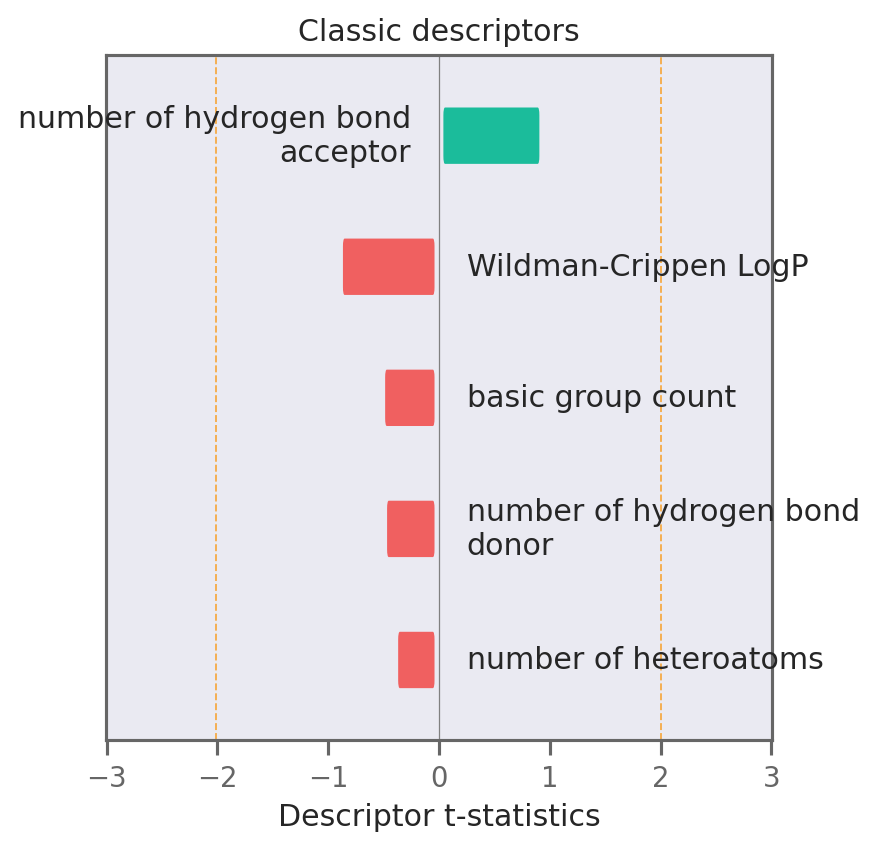 Classic descriptors
number of hydrogen bond
acceptor
Wildman-Crippen LogP
basic group count
number of hydrogen bond
donor
number of heteroatoms
−3 −2 −1 0 1 2 3
Descriptor t-statistics